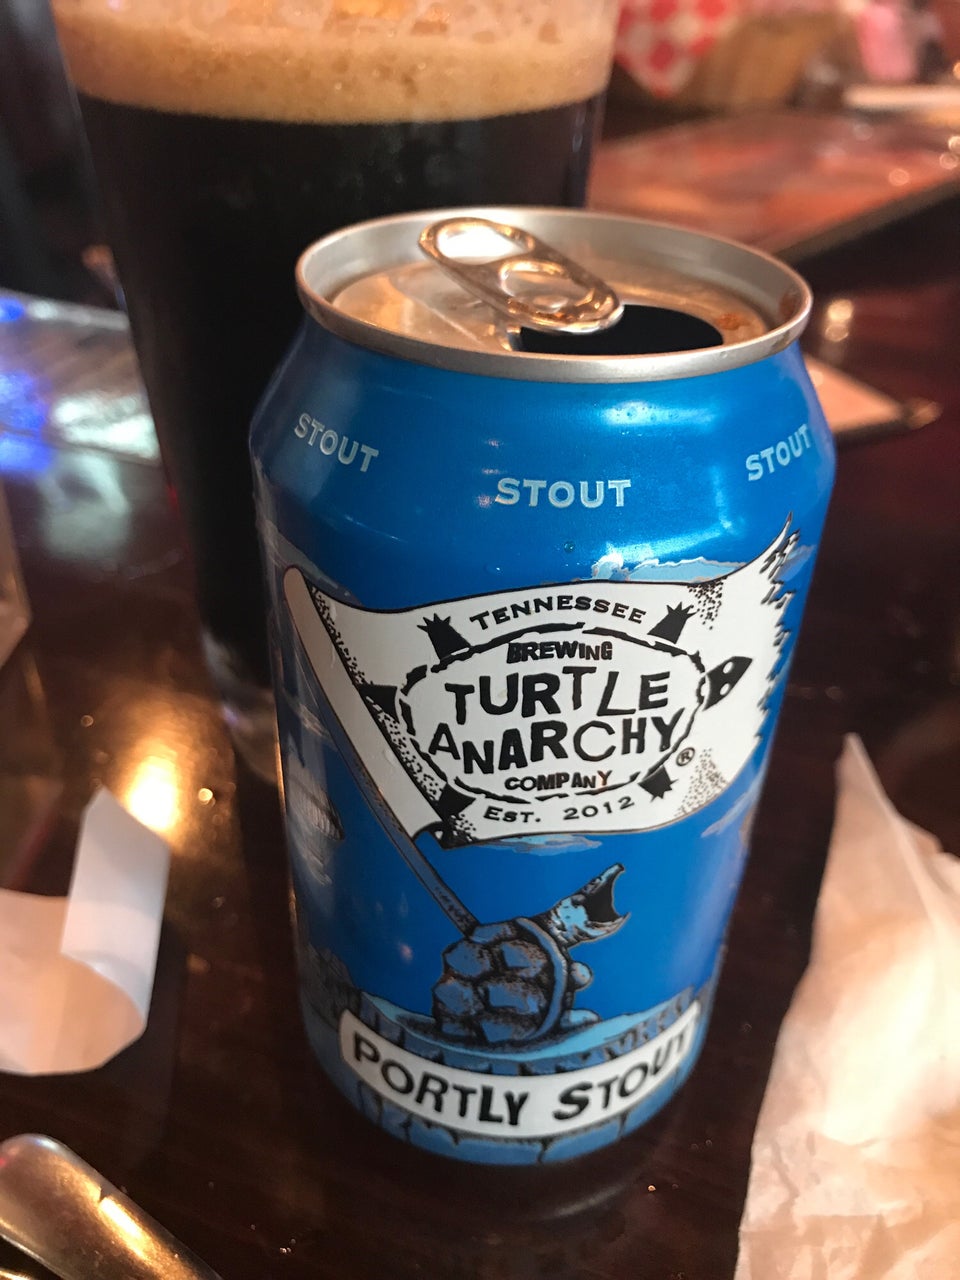 STOUT
STOUT
STOUT
TENNESSEE
BREWING
TURTLE
ANARCHY
®
COMPANY
EST. 2012
PORTLY STOUT